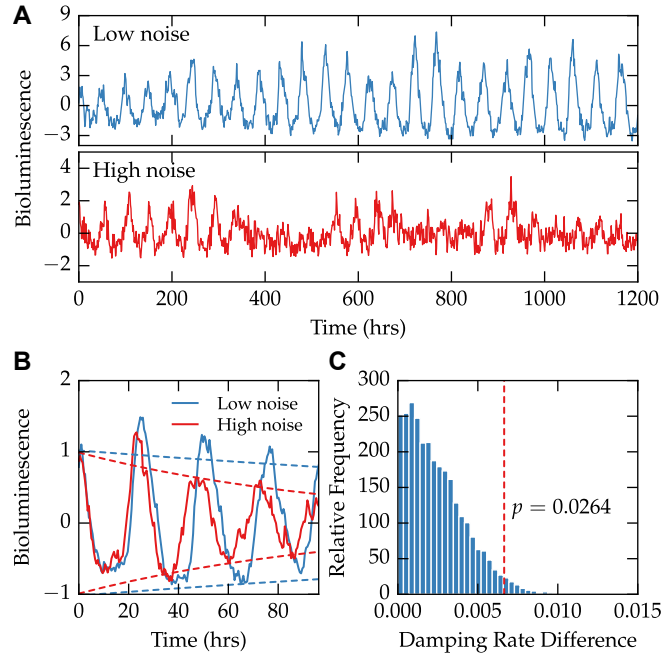 A
Low noise
9
6
3
0
−3
Bioluminescence
High noise
4
2
0
−2
0
200
400
600
800
1000
1200
Time (hrs)
B
2
1
0
−1
Bioluminescence
Low noise
High noise
0
20
40
60
80
Time (hrs)
C
300
250
200
150
100
50
0
Relative Frequency
p = 0.0264
0.000
0.005
0.010
0.015
Damping Rate Difference